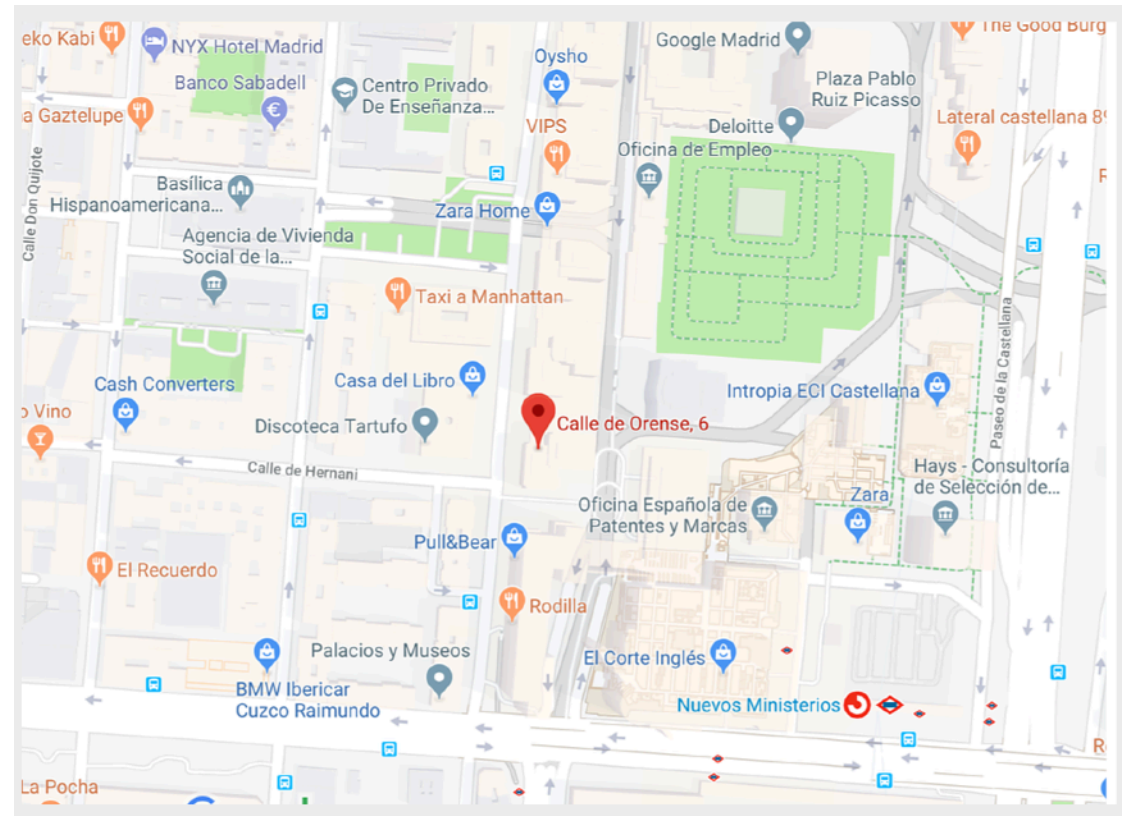 eko Kabi
NYX Hotel Madrid
Oysho
Google Madrid
The Good Burg
Banco Sabadell
Centro Privado
De Enseñanza...
Plaza Pablo
Ruiz Picasso
a Gaztelupe
VIPS
Deloitte
Lateral castellana 8
Oficina de Empleo
Calle Don Quijote
Basílica
Hispanoamericana...
Zara Home
R
Agencia de Vivienda
Social de la...
Taxi a Manhattan
Paseo de la Castellana
Cash Converters
Casa del Libro
Intropia ECI Castellana
o Vino
Discoteca Tartufo
Calle de Orense, 6
Calle de Hernani
Hays - Consultoría
de Selección de...
Oficina Española de
Patentes y Marcas
Zara
Pull&Bear
El Recuerdo
Rodilla
Palacios y Museos
El Corte Inglés
BMW Ibericar
Cuzco Raimundo
Nuevos Ministerios
R
La Pocha